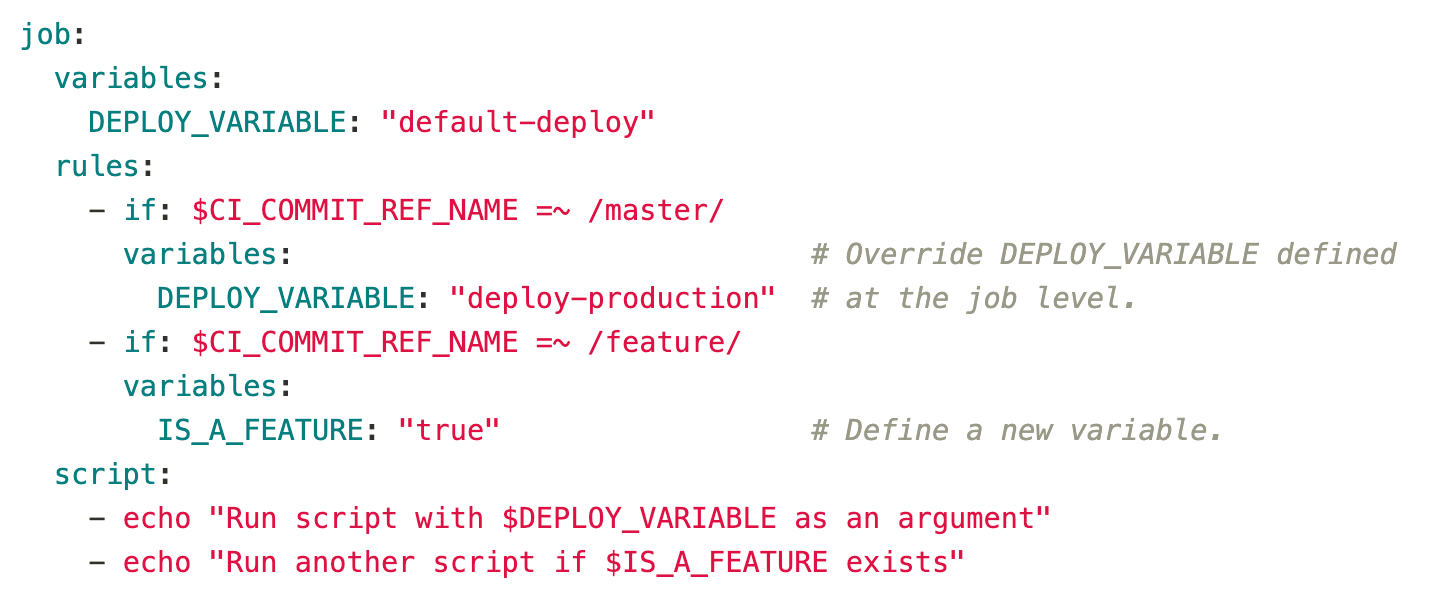 job:
  variables:
    DEPLOY_VARIABLE: "default-deploy"
  rules:
    - if: $CI_COMMIT_REF_NAME =~ /master/
      variables:                              # Override DEPLOY_VARIABLE defined
        DEPLOY_VARIABLE: "deploy-production"  # at the job level.
    - if: $CI_COMMIT_REF_NAME =~ /feature/
      variables:
        IS_A_FEATURE: "true"                  # Define a new variable.
  script:
    - echo "Run script with $DEPLOY_VARIABLE as an argument"
    - echo "Run another script if $IS_A_FEATURE exists"